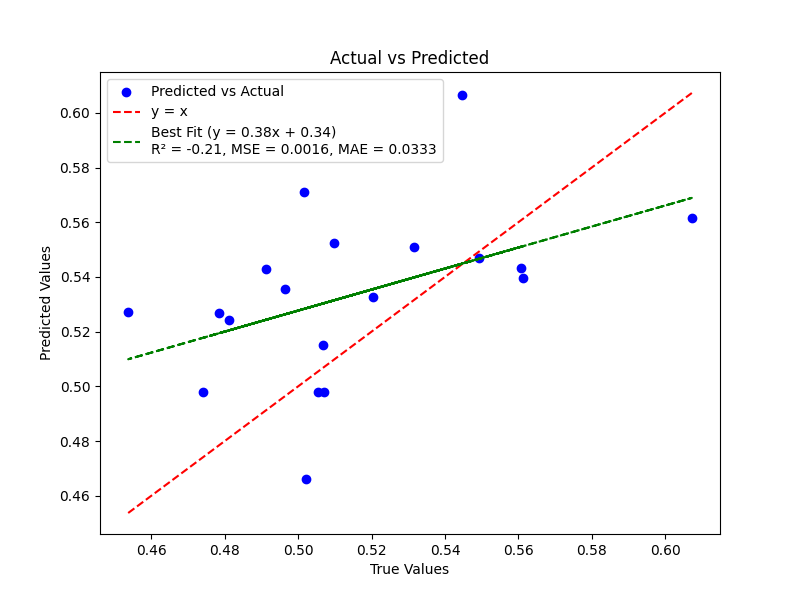 Actual vs Predicted
Predicted vs Actual
y = x
Best Fit (y = 0.38x + 0.34)
R² = -0.21, MSE = 0.0016, MAE = 0.0333
Predicted Values
0.60
0.58
0.56
0.54
0.52
0.50
0.48
0.46
0.46 0.48 0.50 0.52 0.54 0.56 0.58 0.60
True Values